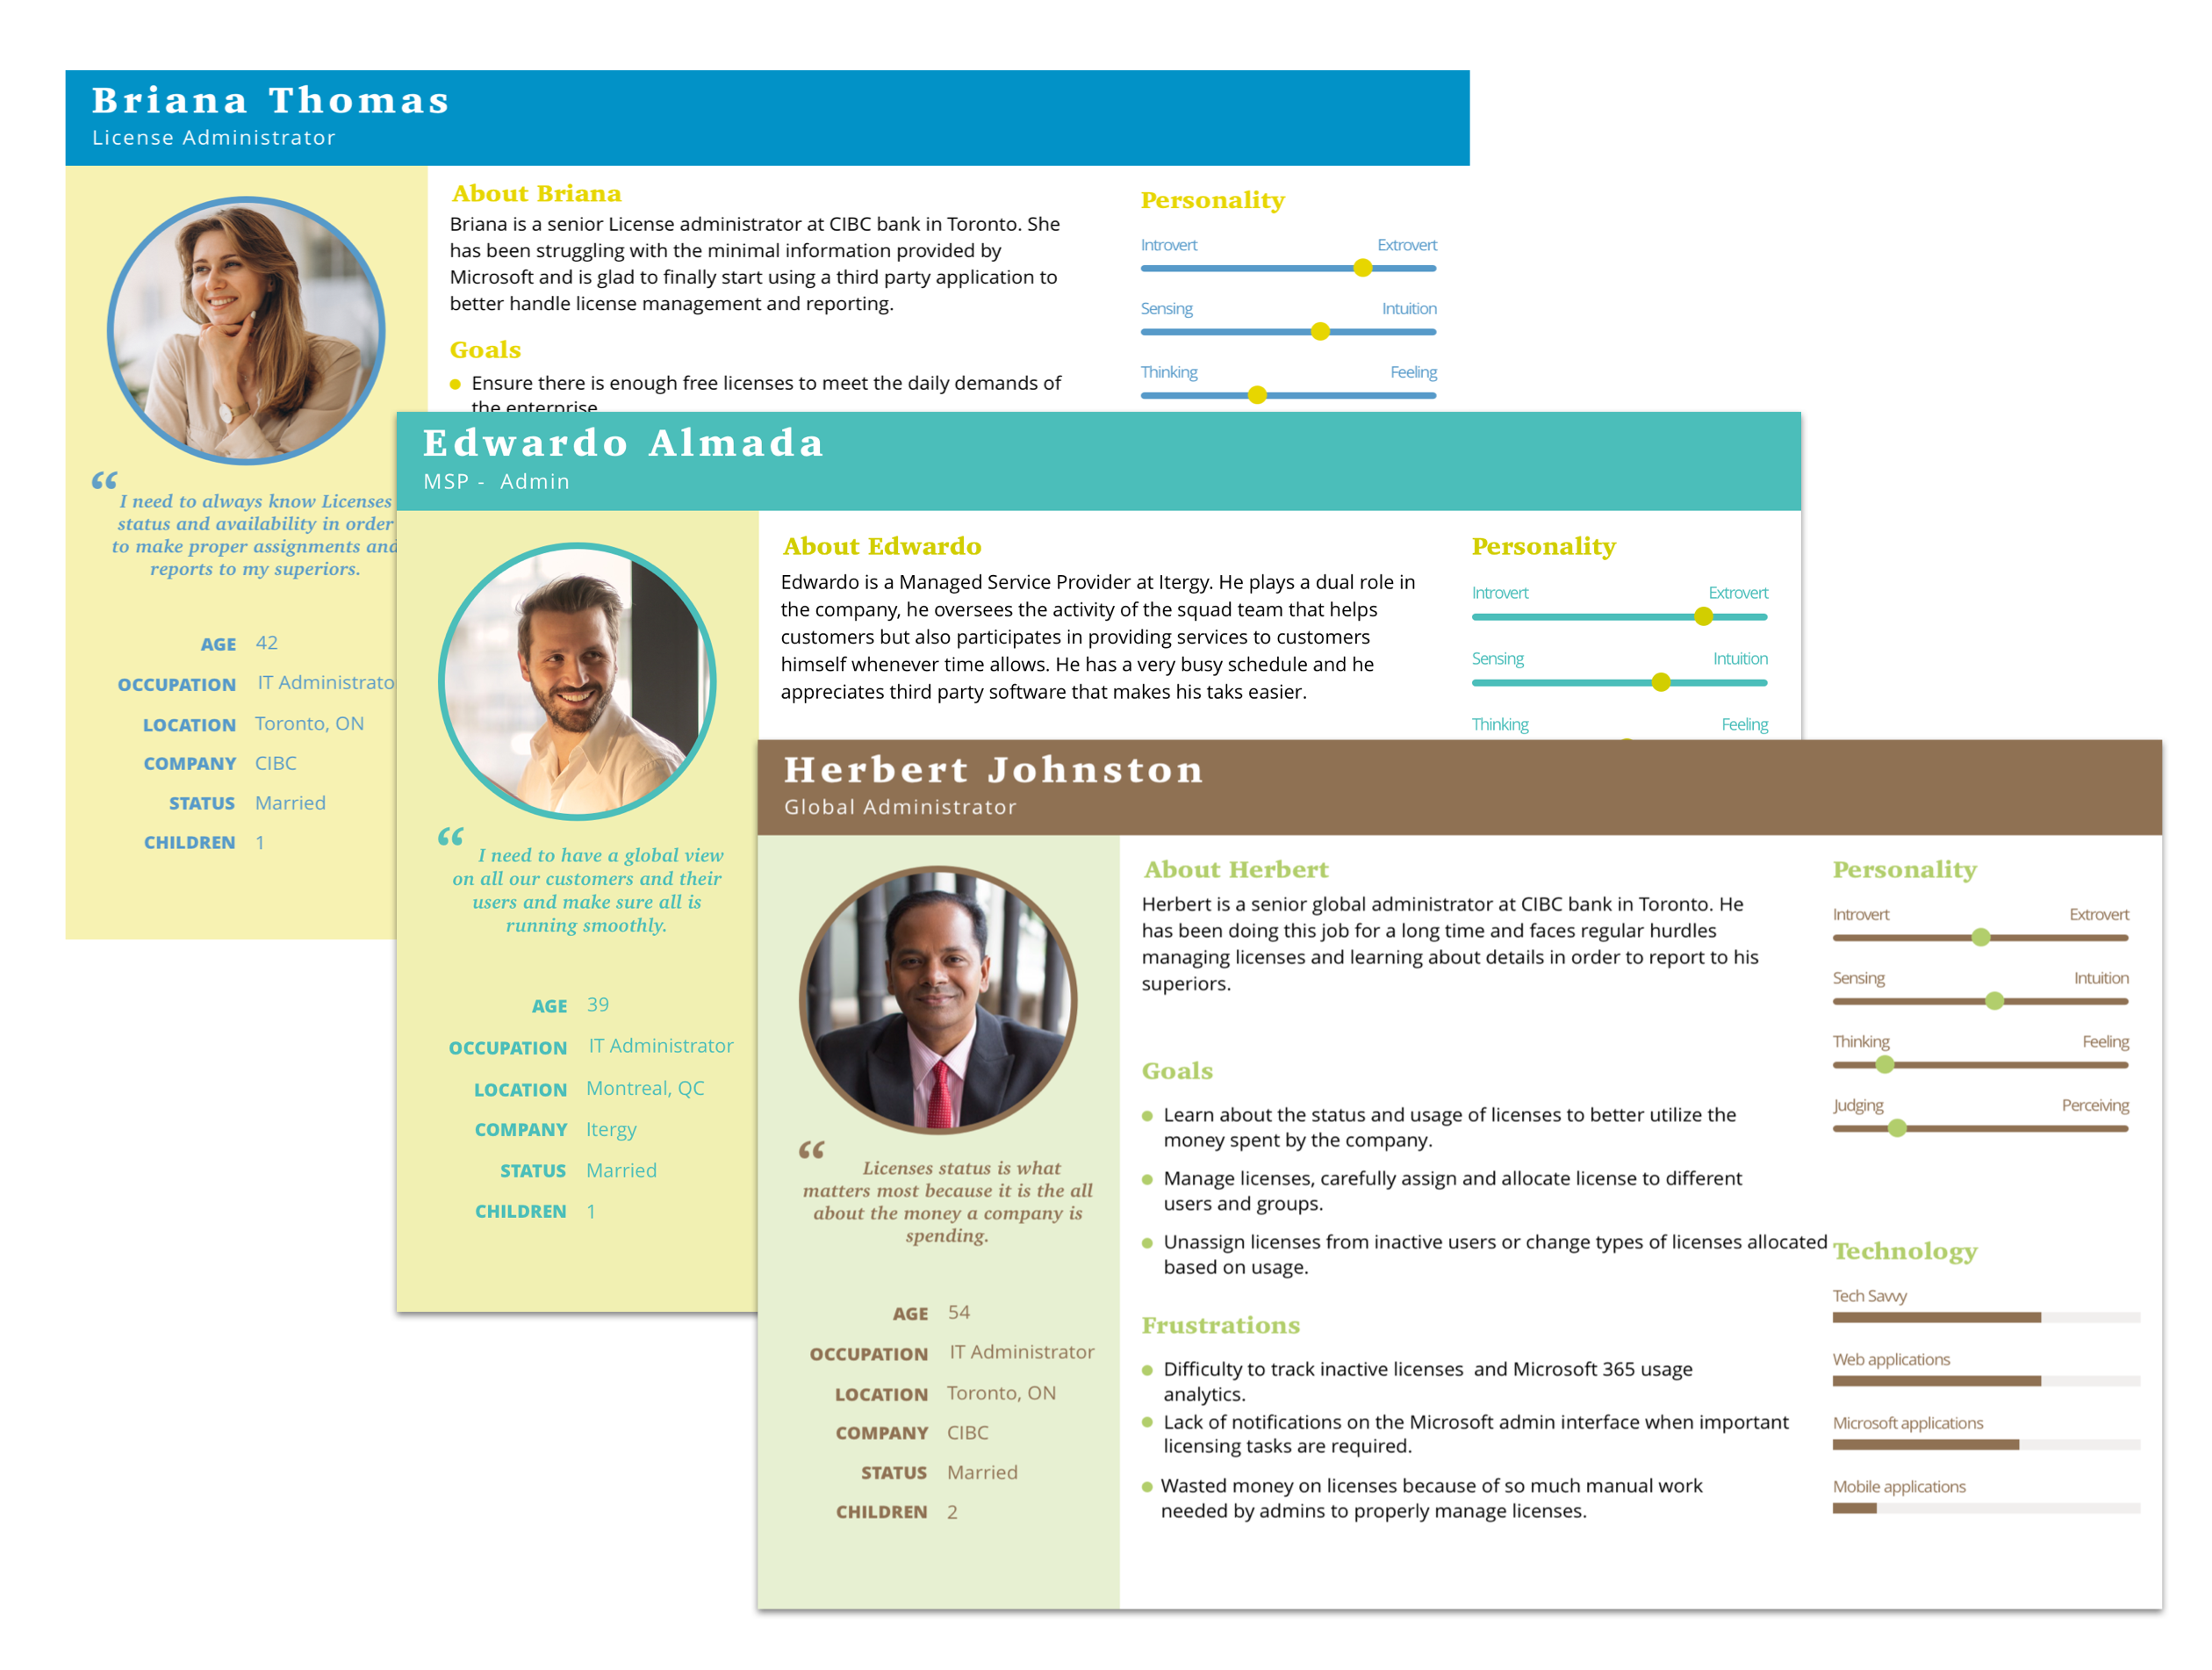 Briana Thomas
License Administrator
About Briana
Briana is a senior License administrator at CIBC bank in Toronto. She
has been struggling with the minimal information provided by
Microsoft and is glad to finally start using a third party application to
better handle license management and reporting.
Goals
Ensure there is enough free licenses to meet the daily demands of
the enterprise
Personality
Introvert Extrovert
Sensing Intuition
Thinking Feeling
“ I need to always know Licenses
status and availability in order
to make proper assignments and
reports to my superiors.
AGE 42
OCCUPATION IT Administrato
LOCATION Toronto, ON
COMPANY CIBC
STATUS Married
CHILDREN 1
Edwardo Almada
MSP - Admin
About Edwardo
Edwardo is a Managed Service Provider at Itergy. He plays a dual role in
the company, he oversees the activity of the squad team that helps
customers but also participates in providing services to customers
himself whenever time allows. He has a very busy schedule and he
appreciates third party software that makes his taks easier.
Personality
Introvert Extrovert
Sensing Intuition
Thinking Feeling
“ I need to have a global view
on all our customers and their
users and make sure all is
running smoothly.
AGE 39
OCCUPATION IT Administrator
LOCATION Montreal, QC
COMPANY Itergy
STATUS Married
CHILDREN 1
Herbert Johnston
Global Administrator
“ Licenses status is what
matters most because it is the all
about the money a company is
spending.
AGE 54
OCCUPATION IT Administrator
LOCATION Toronto, ON
COMPANY CIBC
STATUS Married
CHILDREN 2
About Herbert
Herbert is a senior global administrator at CIBC bank in Toronto. He
has been doing this job for a long time and faces regular hurdles
managing licenses and learning about details in order to report to his
superiors.
Goals
Learn about the status and usage of licenses to better utilize the
money spent by the company.
Manage licenses, carefully assign and allocate license to different
users and groups.
Unassign licenses from inactive users or change types of licenses allocated
based on usage.
Frustrations
Difficulty to track inactive licenses  and Microsoft 365 usage
analytics.
Lack of notifications on the Microsoft admin interface when important
licensing tasks are required.
Wasted money on licenses because of so much manual work
needed by admins to properly manage licenses.
Personality
Introvert Extrovert
Sensing Intuition
Thinking Feeling
Judging Perceiving
Technology
Tech Savvy
Web applications
Microsoft applications
Mobile applications